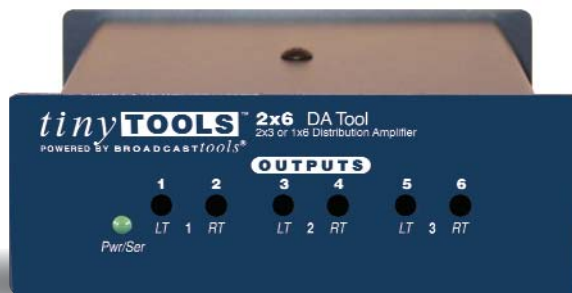 tiny TOOLS™ 2x6 DA Tool
2x3 or 1x6 Distribution Amplifier
POWERED BY BROADCASTtools®
OUTPUTS
1 2 3 4 5 6
LT 1 RT LT 2 RT LT 3 RT
Pwr/Ser